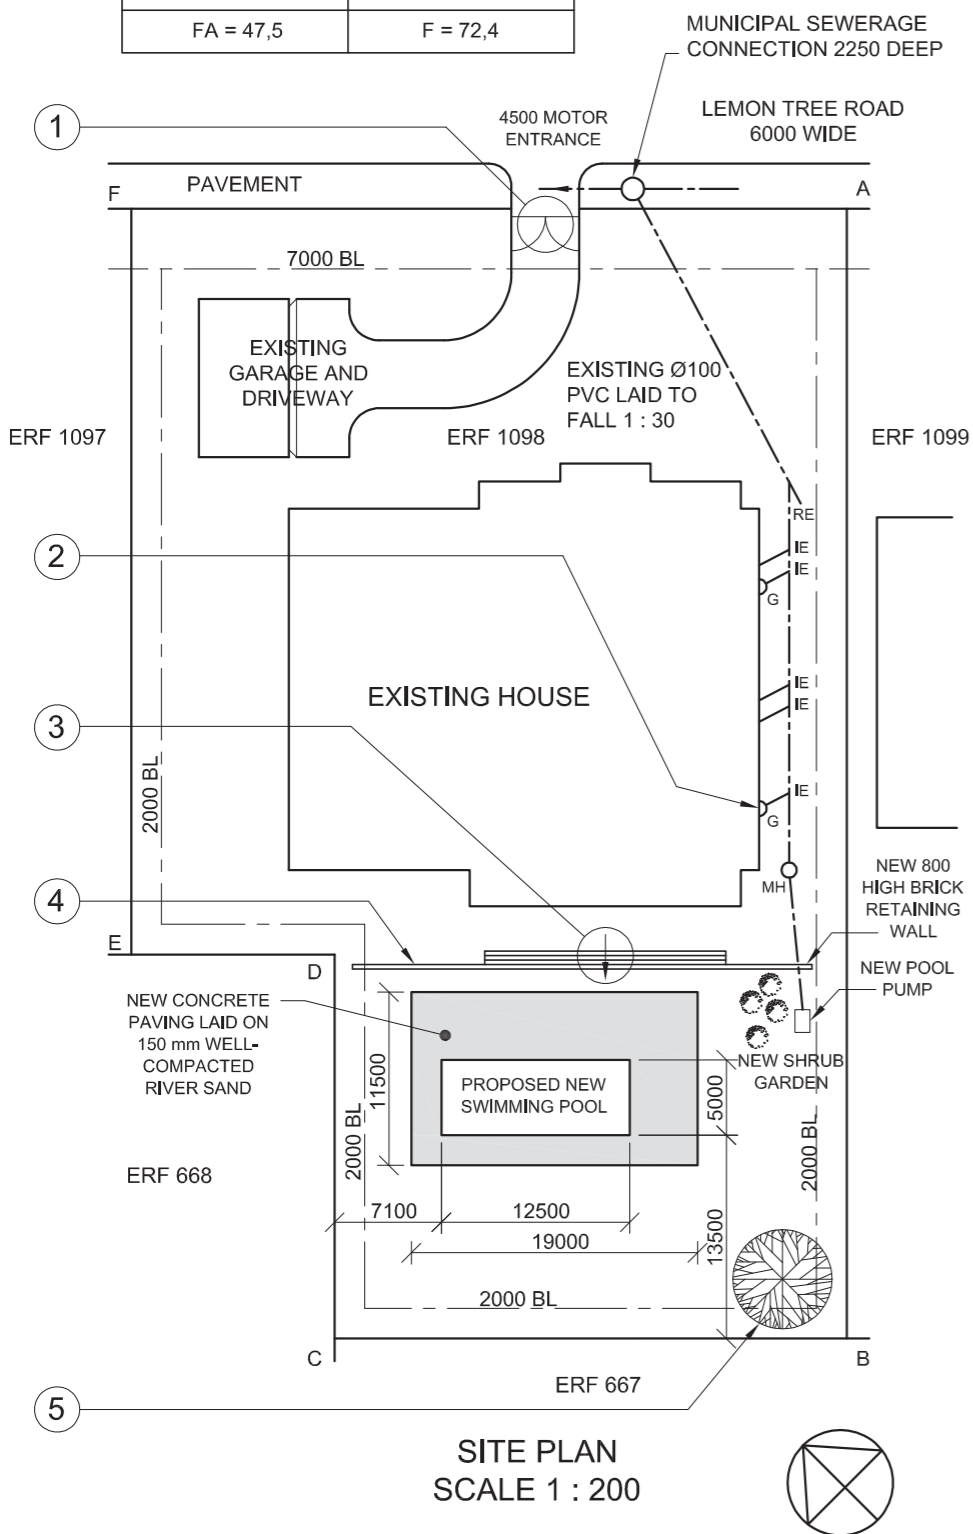 FA = 47,5
F = 72,4
MUNICIPAL SEWERAGE
CONNECTION 2250 DEEP
1
4500 MOTOR
ENTRANCE
LEMON TREE ROAD
6000 WIDE
F
PAVEMENT
A
7000 BL
EXISTING
GARAGE AND
DRIVEWAY
EXISTING Ø100
PVC LAID TO
FALL 1 : 30
ERF 1097
ERF 1098
ERF 1099
RE
2
IE
IE
G
EXISTING HOUSE
IE
IE
3
2000 BL
IE
G
MH
NEW 800
HIGH BRICK
RETAINING
WALL
4
E
D
NEW POOL
PUMP
NEW CONCRETE
PAVING LAID ON
150 mm WELL-
COMPACTED
RIVER SAND
11500
PROPOSED NEW
SWIMMING POOL
5000
NEW SHRUB
GARDEN
2000 BL
2000 BL
ERF 668
7100
12500
13500
19000
2000 BL
C
B
ERF 667
5
SITE PLAN
SCALE 1 : 200